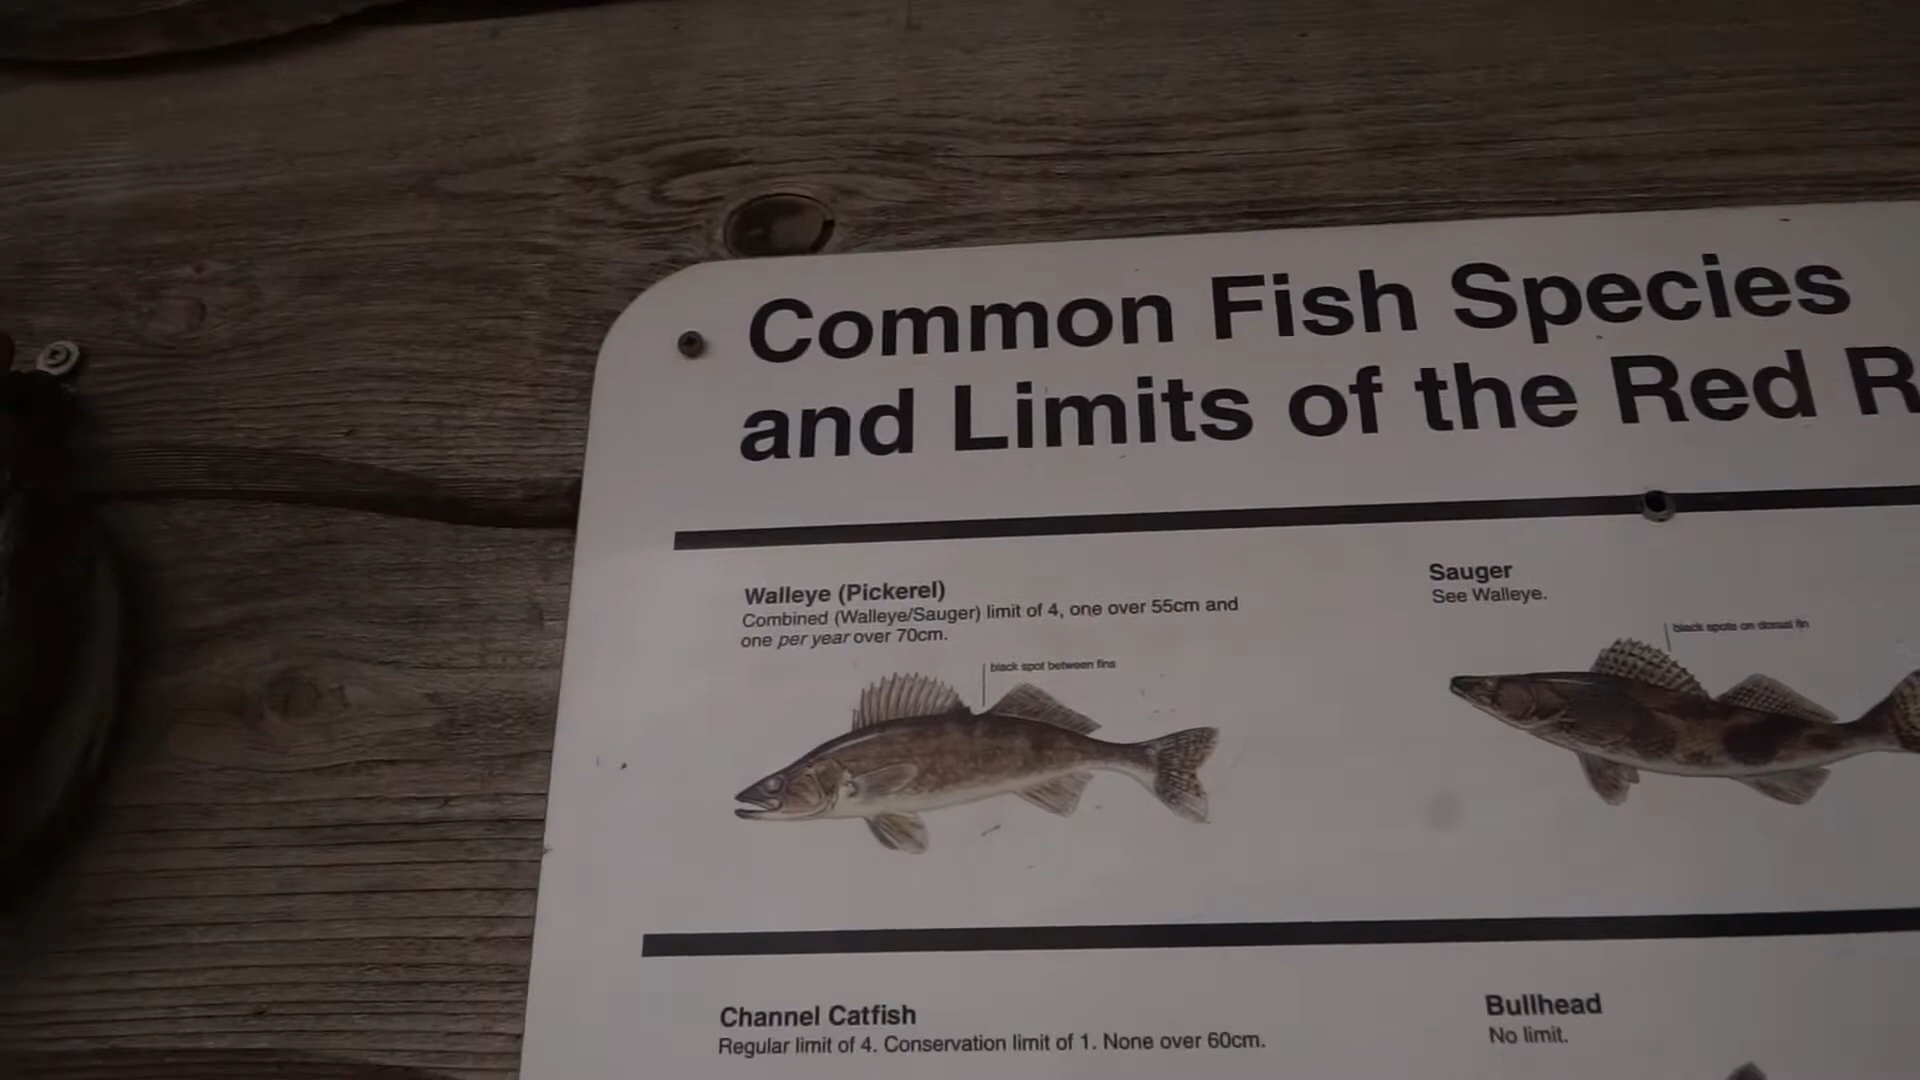 Common Fish Species
and Limits of the Red R
Walleye (Pickerel)
Combined (Walleye/Sauger) limit of 4, one over 55cm and
one per year over 70cm.
black spot between fins
Sauger
See Walleye.
black spots on dorsal fin
Channel Catfish
Regular limit of 4. Conservation limit of 1. None over 60cm.
Bullhead
No limit.